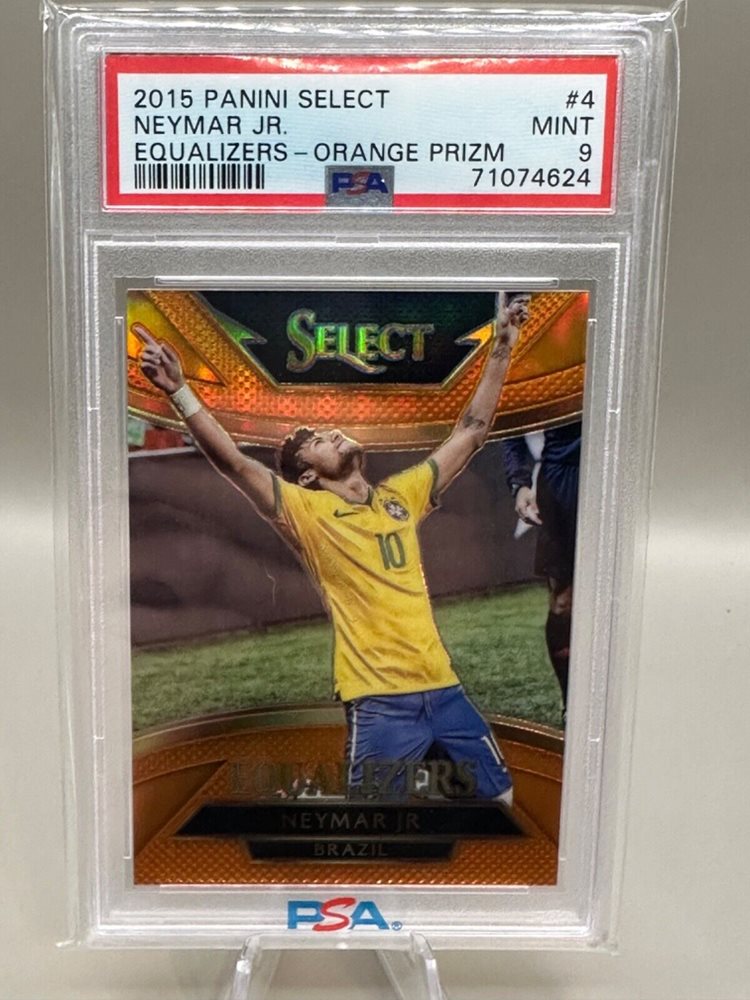 2015 PANINI SELECT #4
NEYMAR JR. MINT
EQUALIZERS – ORANGE PRIZM 9
PSA 71074624
SELECT
10
1
EQUALIZERS
NEYMAR JR
BRAZIL
PSA®